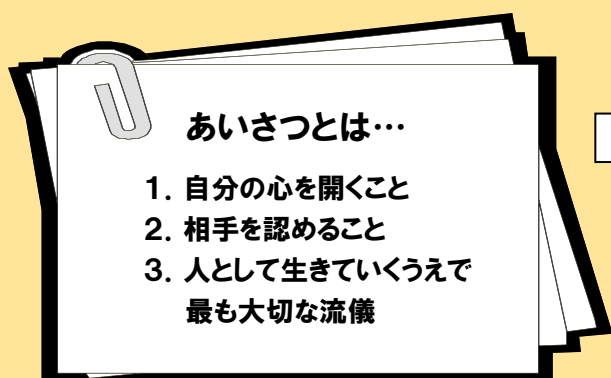 あいさつとは…
1. 自分の心を開くこと
2. 相手を認めること
3. 人として生きていくうえで
最も大切な流儀